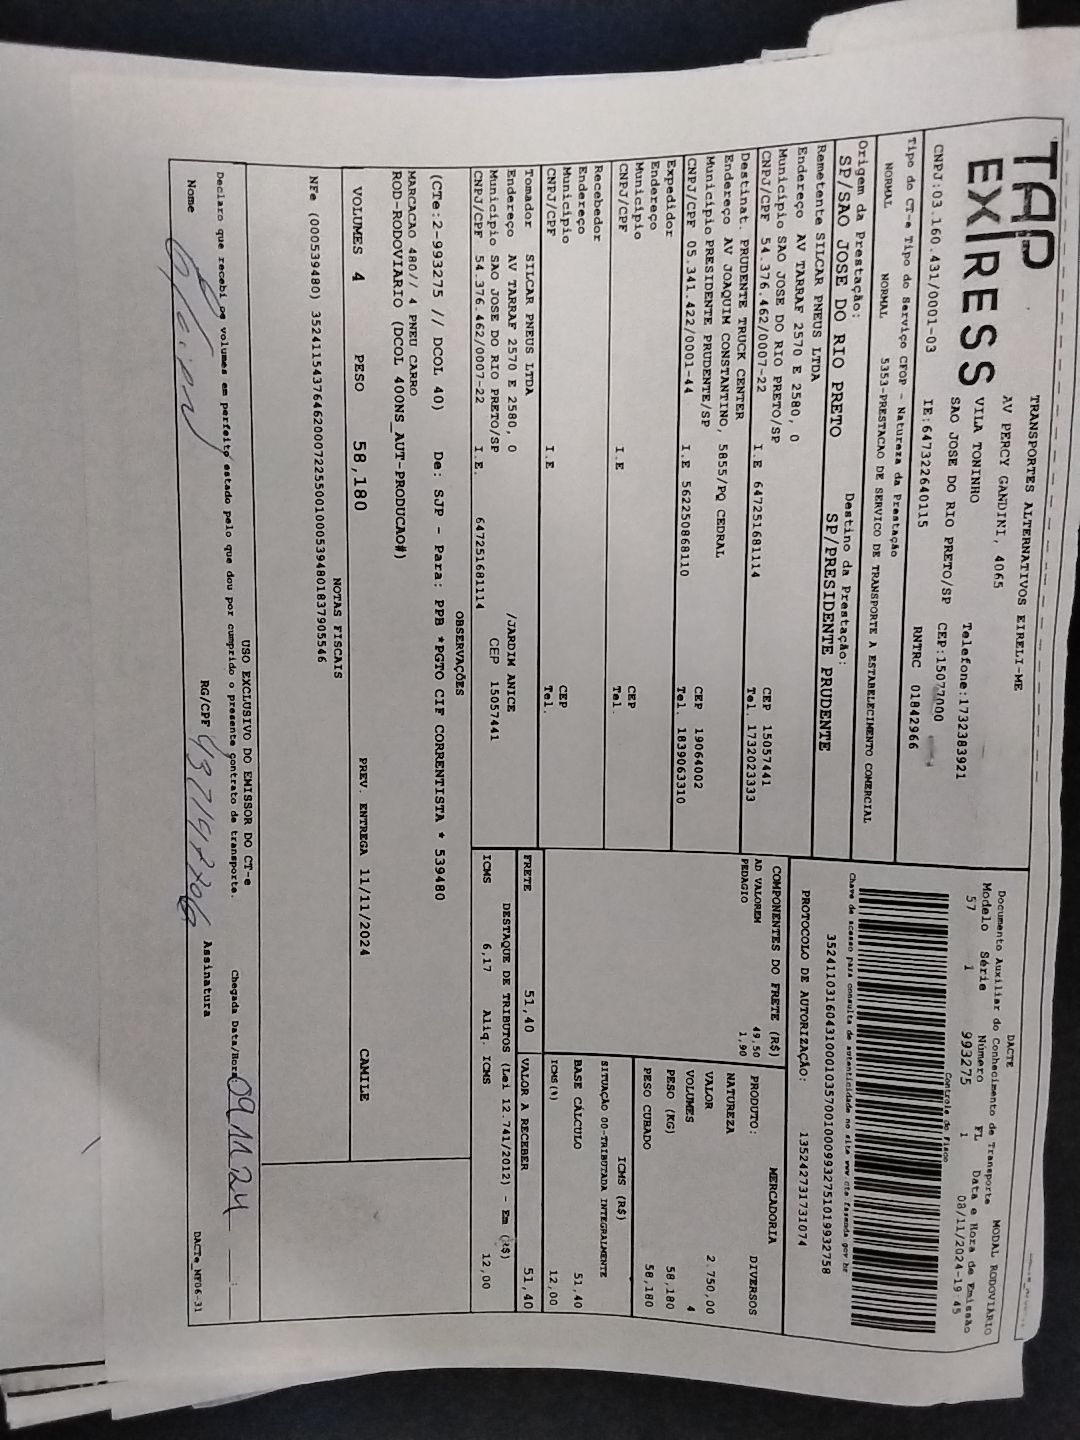 TAP
EXPRESS
TRANSPORTES ALTERNATIVOS EIRELI-ME
AV PERCY GANDINI, 4065
VILA TONINHO Telefone:1732383921
SAO JOSE DO RIO PRETO/SP CEP:15077000
CNPJ:03.160.431/0001-03 IE:647322640115 RNTRC 01842966
DACTE MODAL RODOVIÁRIO
Documento Auxiliar do Conhecimento de Transporte
Modelo Série Número FL Data e Hora de Emissão
57 1 993275 1 08/11/2024-19:45
Controle do Fisco
Chave de acesso para consulta de autenticidade no site www.cte.fazenda.gov.br
35241103160431000103570010009932751019932758
PROTOCOLO DE AUTORIZAÇÃO: 135242731731074
Tipo do CT-e Tipo do Serviço CFOP - Natureza da Prestação
NORMAL NORMAL 5353-PRESTACAO DE SERVICO DE TRANSPORTE A ESTABELECIMENTO COMERCIAL
Origem da Prestação: Destino da Prestação:
SP/SAO JOSE DO RIO PRETO SP/PRESIDENTE PRUDENTE
Remetente SILCAR PNEUS LTDA
Endereço AV TARRAF 2570 E 2580, 0
Município SAO JOSE DO RIO PRETO/SP CEP 15057441
CNPJ/CPF 54.376.462/0007-22 I.E 647251681114 Tel. 1732023333
Destinat. PRUDENTE TRUCK CENTER
Endereço AV JOAQUIM CONSTANTINO, 5855/PQ CEDRAL
Município PRESIDENTE PRUDENTE/SP CEP 19064002
CNPJ/CPF 05.341.422/0001-44 I.E 562250868110 Tel. 1839063310
Expedidor
Endereço
Município CEP
CNPJ/CPF I.E Tel.
Recebedor
Endereço
Município CEP
CNPJ/CPF I.E Tel.
Tomador SILCAR PNEUS LTDA
Endereço AV TARRAF 2570 E 2580, 0 /JARDIM ANICE
Município SAO JOSE DO RIO PRETO/SP CEP 15057441
CNPJ/CPF 54.376.462/0007-22 I.E. 647251681114
COMPONENTES DO FRETE (R$)
AD VALOREM 49,50
PEDAGIO 1,90
MERCADORIA
PRODUTO: DIVERSOS
NATUREZA
VALOR 2.750,00
VOLUMES 4
PESO (KG) 58,180
PESO CUBADO 58,180
ICMS (R$)
SITUAÇÃO 00-TRIBUTADA INTEGRALMENTE
BASE CÁLCULO 51,40
ICMS(%) 12,00
FRETE 51,40 VALOR A RECEBER 51,40
DESTAQUE DE TRIBUTOS (Lei 12.741/2012) - Em (R$)
ICMS 6,17 Aliq. ICMS 12,00
OBSERVAÇÕES
(CTe:2-993275 // DCOL 40) De: SJP - Para: PPB *PGTO CIF CORRENTISTA * 539480
MARCACAO 480// 4 PNEU CARRO
ROD-RODOVIARIO (DCOL 400NS_AUT-PRODUCAO#)
VOLUMES 4 PESO 58,180 PREV. ENTREGA 11/11/2024 CAMILE
NOTAS FISCAIS
NFe (000539480) 35241154376462000722550010005394801837905546
USO EXCLUSIVO DO EMISSOR DO CT-e
Declaro que recebi os volumes em perfeito estado pelo que dou por cumprido o presente contrato de transporte. Chegada Data/Hora 09 11 24 :
Nome RG/CPF Assinatura
DACTe_MF06-31